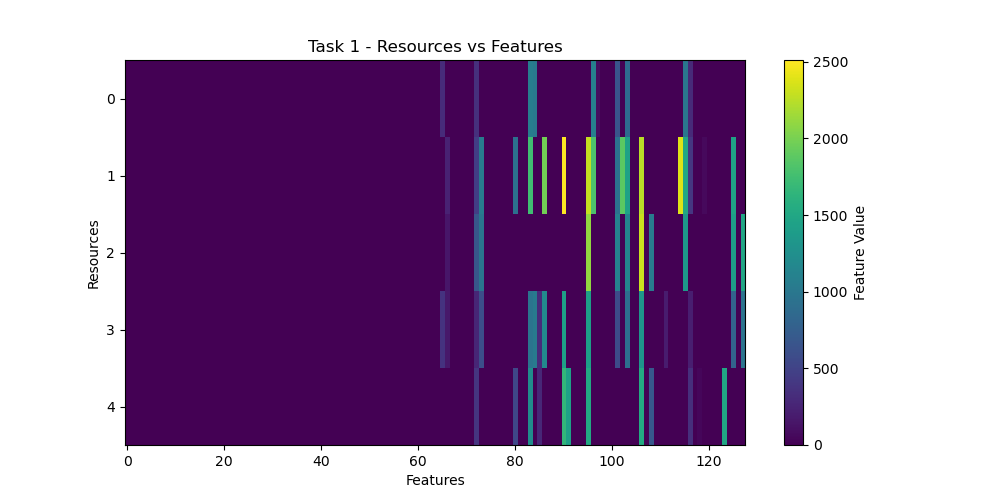 Task 1 - Resources vs Features
0
1
2
3
4
Resources
0 20 40 60 80 100 120
Features
2500
2000
1500
1000
500
0
Feature Value